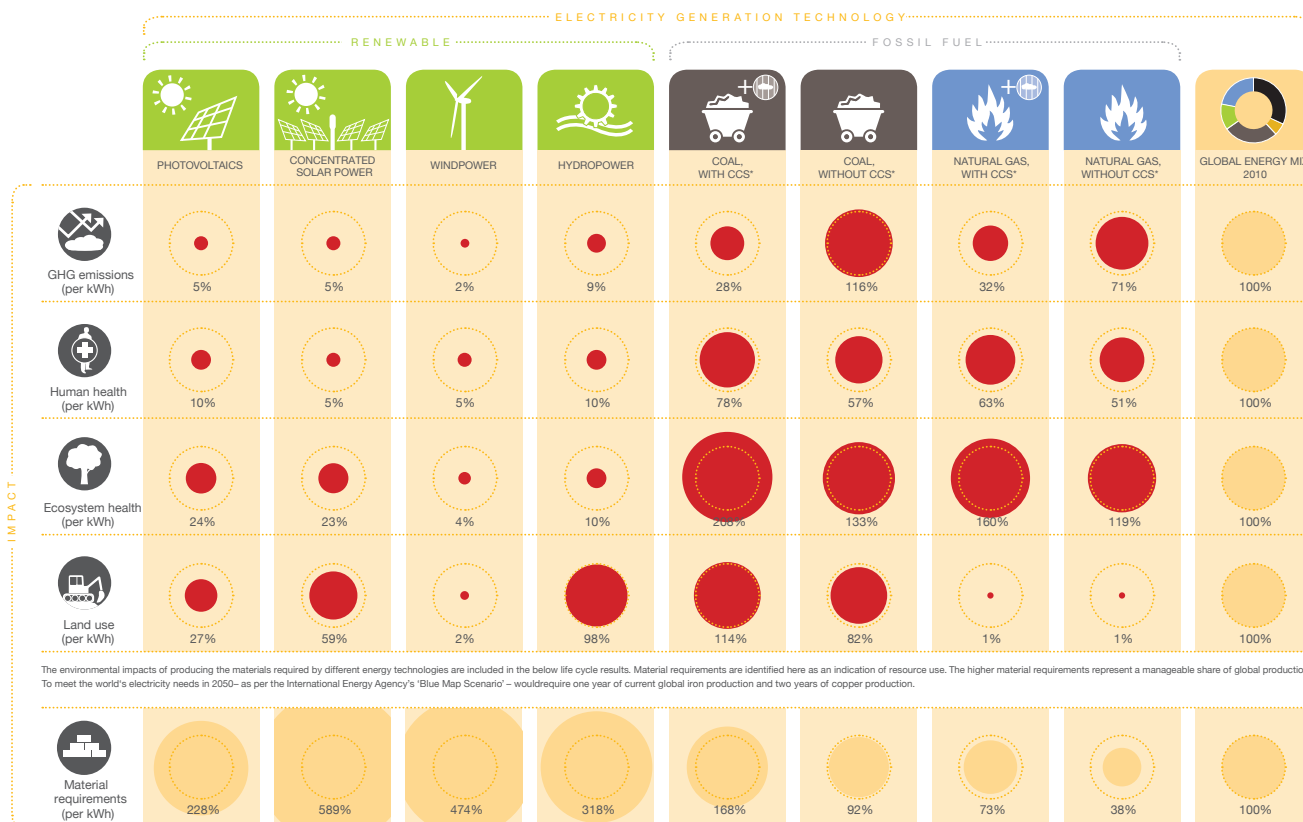 ELECTRICITY GENERATION TECHNOLOGY
RENEWABLE
FOSSIL FUEL
PHOTOVOLTAICS
CONCENTRATED
SOLAR POWER
WINDPOWER
HYDROPOWER
COAL,
WITH CCS*
COAL,
WITHOUT CCS*
NATURAL GAS,
WITH CCS*
NATURAL GAS,
WITHOUT CCS*
GLOBAL ENERGY MI
2010
IMPACT
GHG emissions
(per kWh)
5% 5% 2% 9% 28% 116% 32% 71% 100%
Human health
(per kWh)
10% 5% 5% 10% 78% 57% 63% 51% 100%
Ecosystem health
(per kWh)
24% 23% 4% 10% 133% 160% 119% 100%
Land use
(per kWh)
27% 59% 2% 98% 114% 82% 1% 1% 100%
The environmental impacts of producing the materials required by different energy technologies are included in the below life cycle results. Material requirements are identified here as an indication of resource use. The higher material requirements represent a manageable share of global productio
To meet the world's electricity needs in 2050– as per the International Energy Agency's 'Blue Map Scenario' – wouldrequire one year of current global iron production and two years of copper production.
Material
requirements
(per kWh)
228% 589% 474% 318% 168% 92% 73% 38% 100%